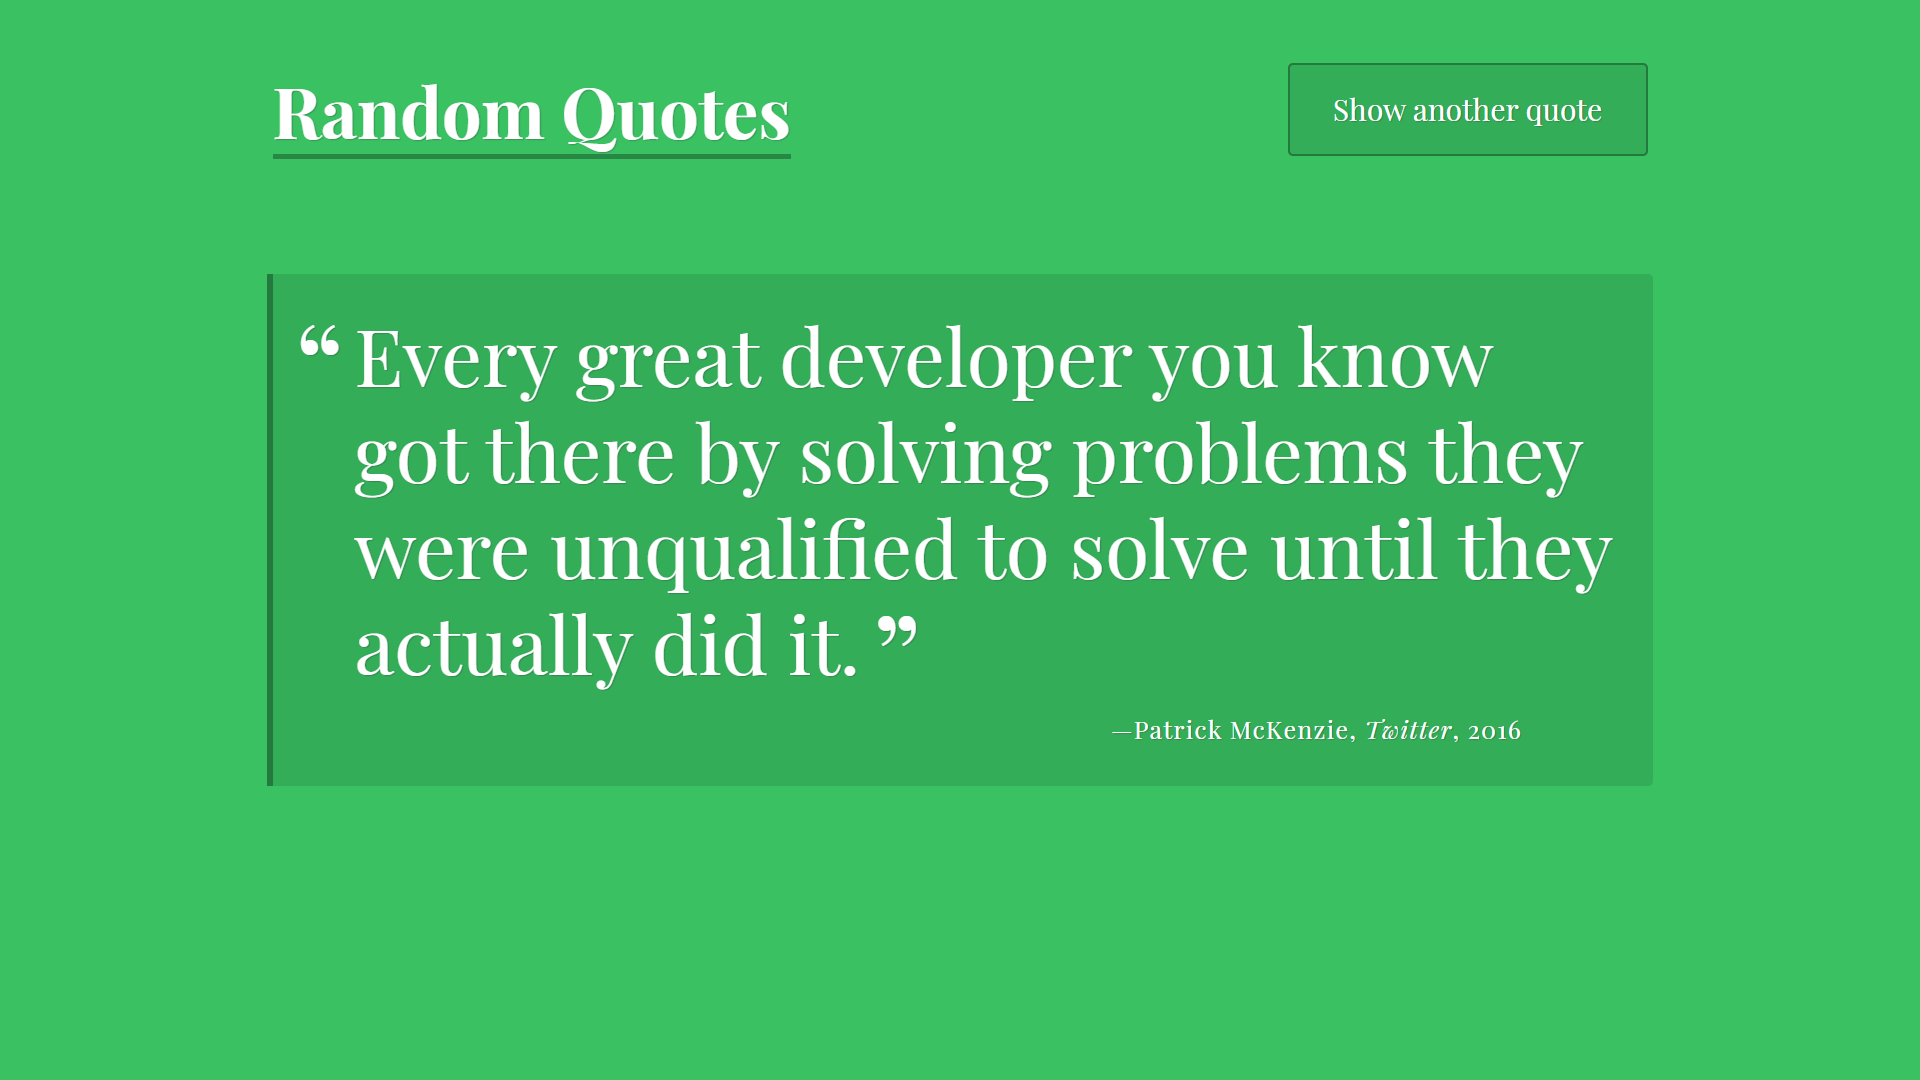 Random Quotes
Show another quote
“Every great developer you know
got there by solving problems they
were unqualified to solve until they
actually did it.”
—Patrick McKenzie, Twitter, 2016